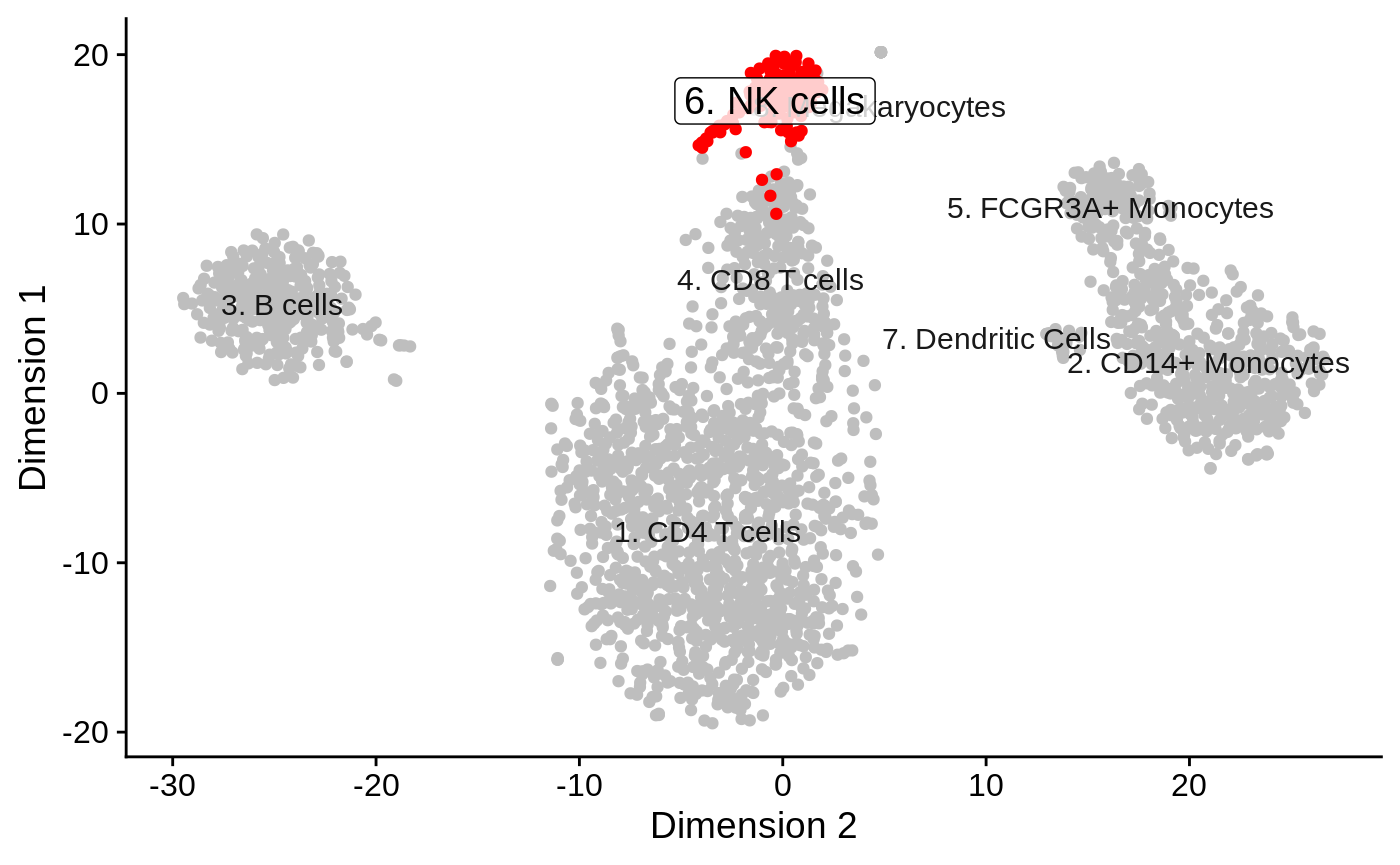 20
10
0
-10
-20
Dimension 1
6. NK cells
karyocytes
5. FCGR3A+ Monocytes
4. CD8 T cells
3. B cells
7. Dendritic Cells
2. CD14+ Monocytes
1. CD4 T cells
-30
-20
-10
0
10
20
Dimension 2